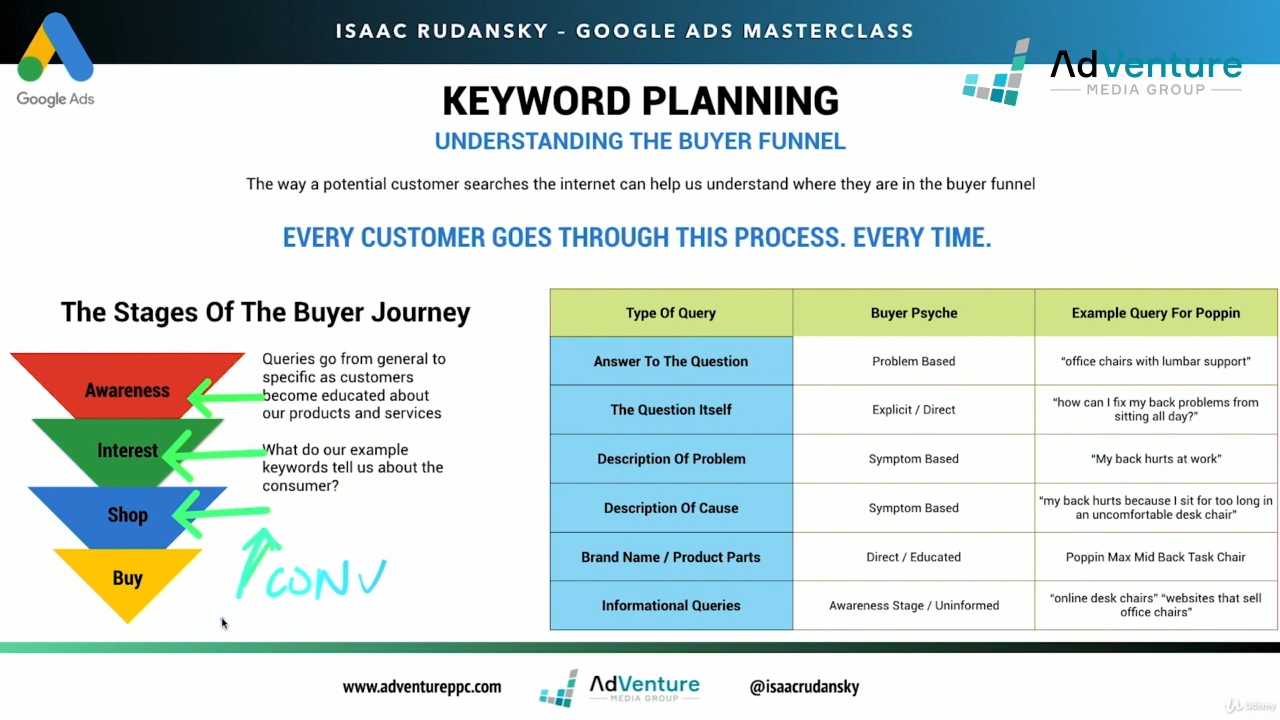 ISAAC RUDANSKY - GOOGLE ADS MASTERCLASS
Google Ads
AdVenture
MEDIA GROUP
KEYWORD PLANNING
UNDERSTANDING THE BUYER FUNNEL
The way a potential customer searches the internet can help us understand where they are in the buyer funnel
EVERY CUSTOMER GOES THROUGH THIS PROCESS. EVERY TIME.
The Stages Of The Buyer Journey
Awareness
Interest
Shop
Buy
Queries go from general to
specific as customers
become educated about
our products and services
What do our example
keywords tell us about the
consumer?
CONV
Type Of Query
Buyer Psyche
Example Query For Poppin
Answer To The Question
Problem Based
“office chairs with lumbar support”
The Question Itself
Explicit / Direct
“how can I fix my back problems from
sitting all day?”
Description Of Problem
Symptom Based
“My back hurts at work”
Description Of Cause
Symptom Based
“my back hurts because I sit for too long in
an uncomfortable desk chair”
Brand Name / Product Parts
Direct / Educated
Poppin Max Mid Back Task Chair
Informational Queries
Awareness Stage / Uninformed
“online desk chairs” “websites that sell
office chairs”
www.adventureppc.com
AdVenture
MEDIA GROUP
@isaacrudansky
Udemy